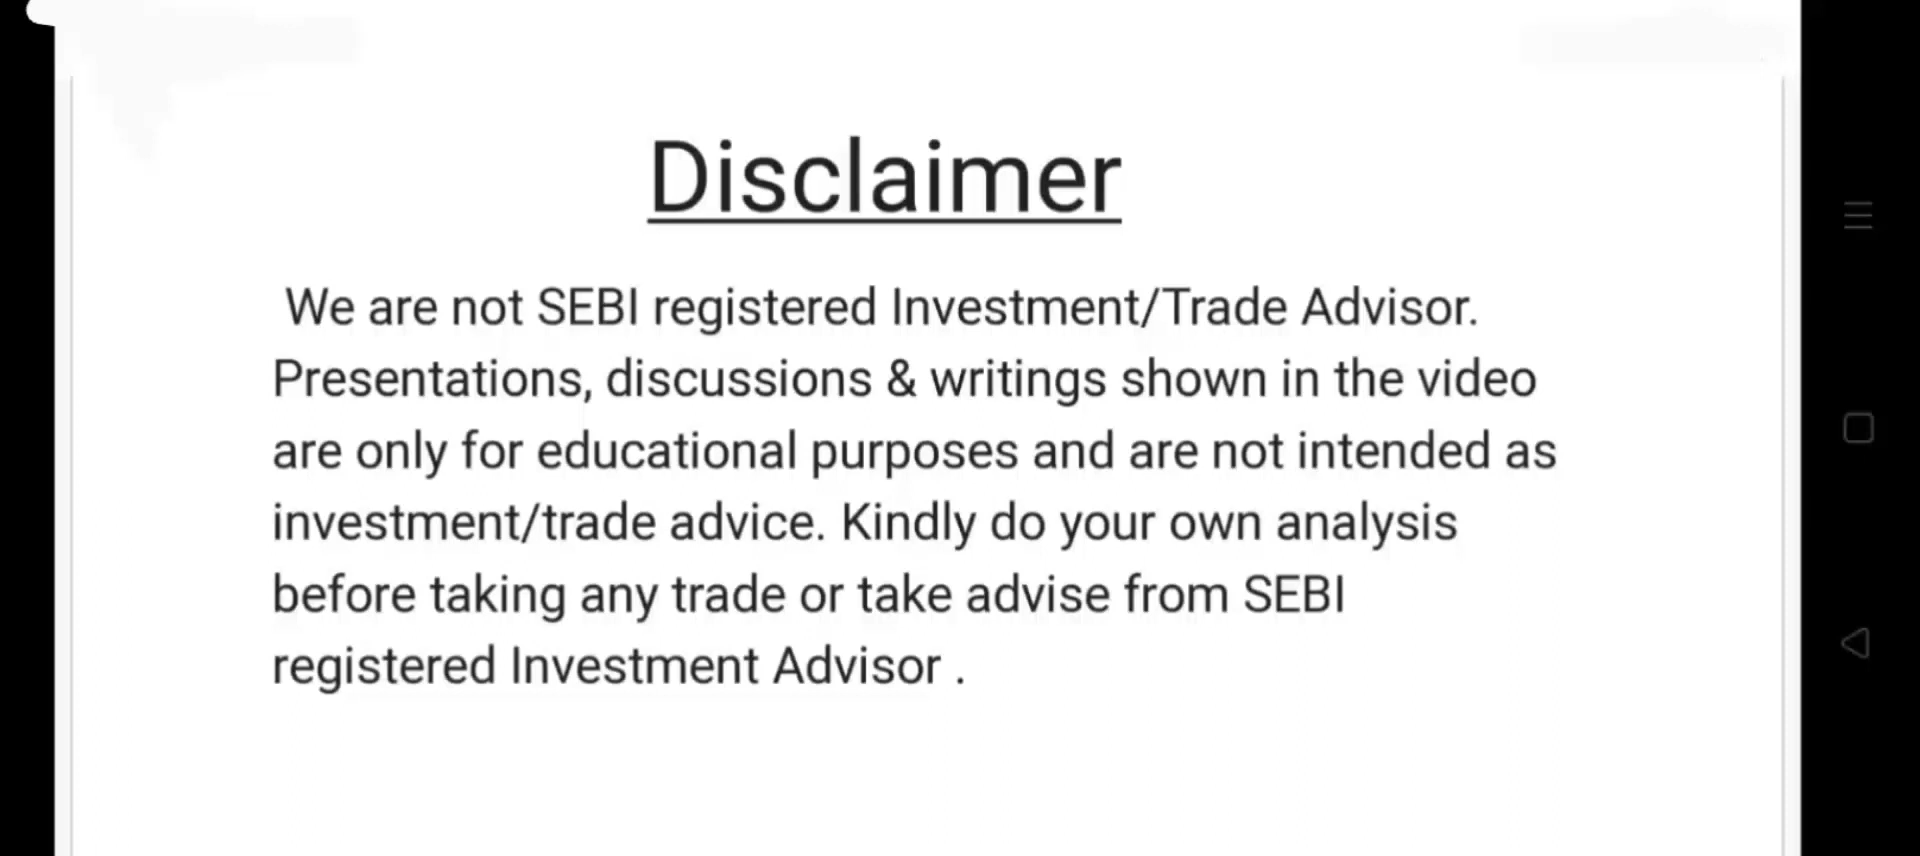 Disclaimer
We are not SEBI registered Investment/Trade Advisor.
Presentations, discussions & writings shown in the video
are only for educational purposes and are not intended as
investment/trade advice. Kindly do your own analysis
before taking any trade or take advise from SEBI
registered Investment Advisor .